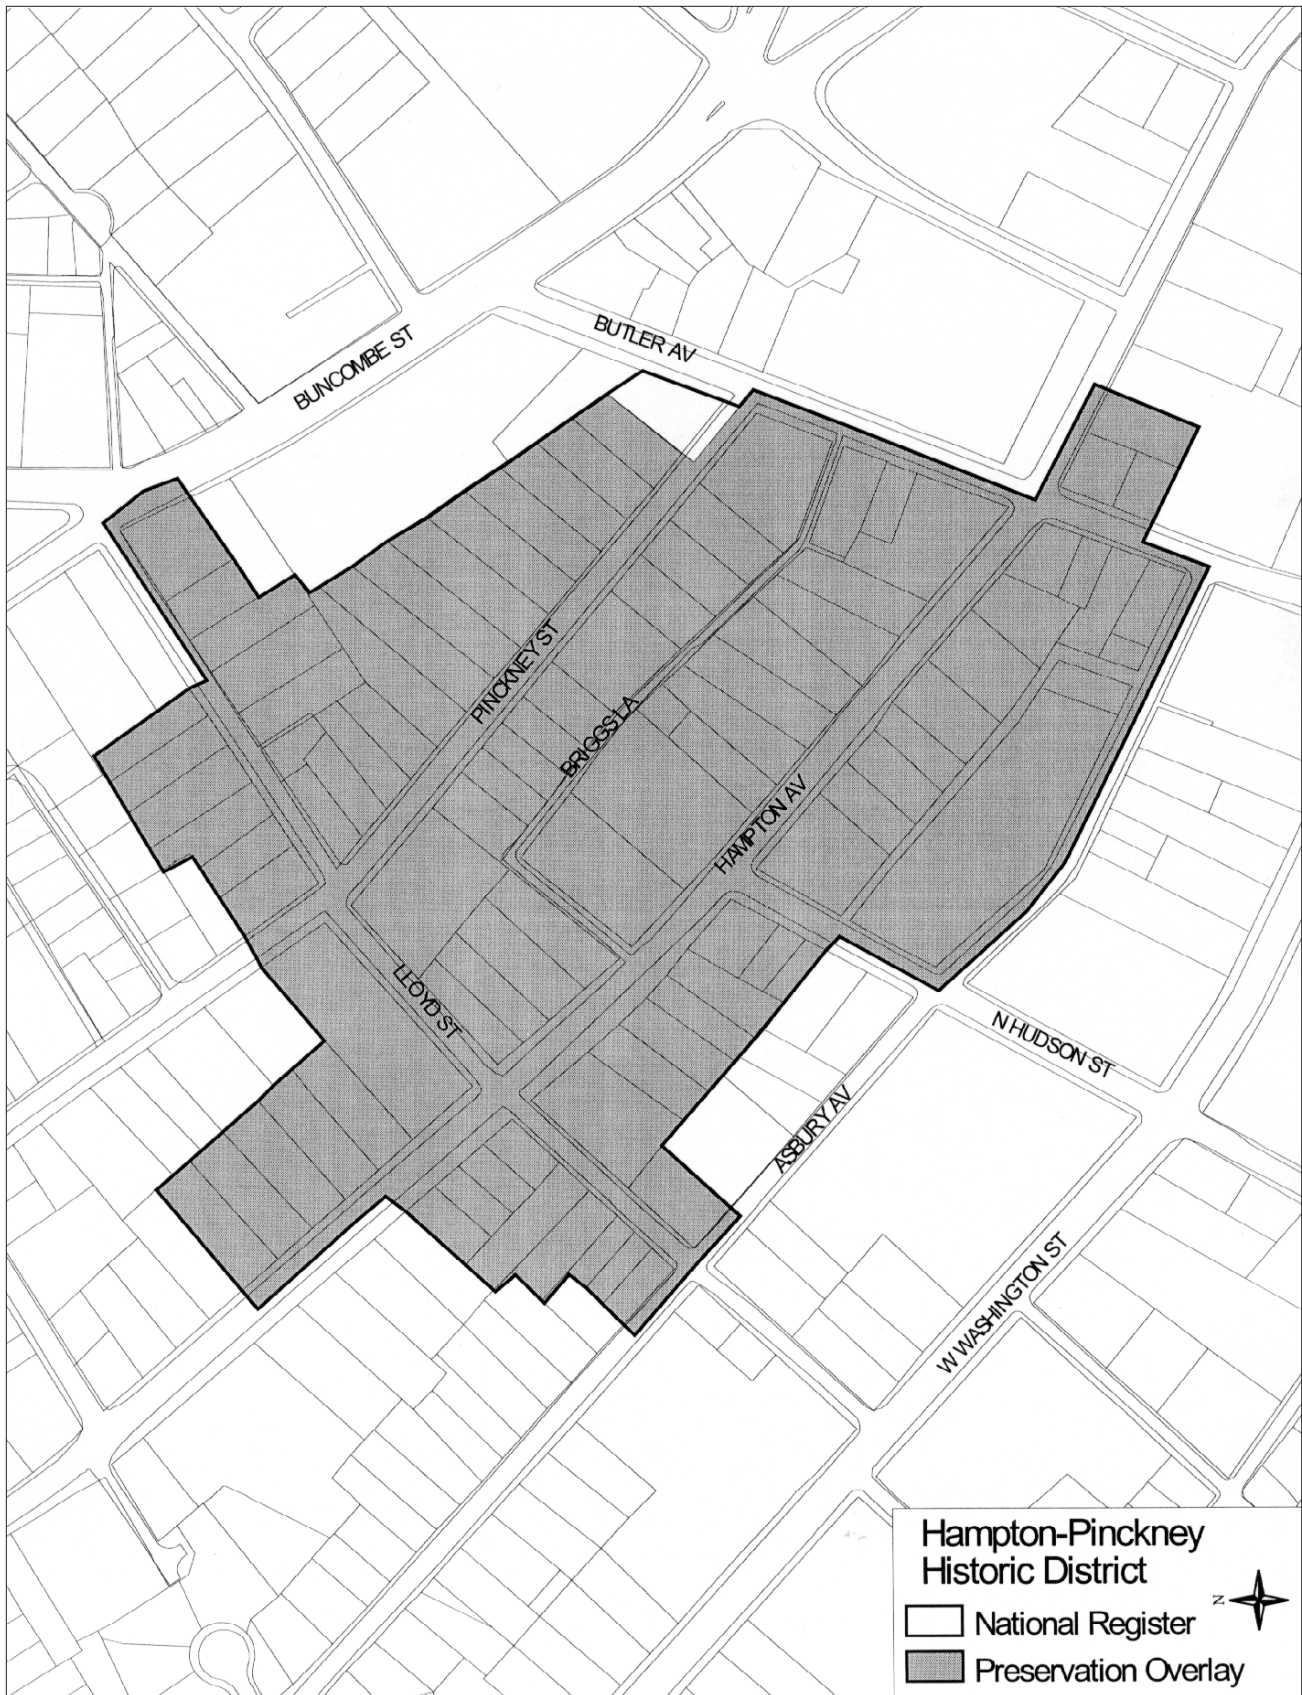 BUTLER AV
BUNCOMBE ST
PINCKNEY ST
BRIGGS LA
HAMPTON AV
LLOYD ST
N HUDSON ST
ASBURY AV
W WASHINGTON ST
Hampton-Pinckney
Historic District
N
National Register
Preservation Overlay